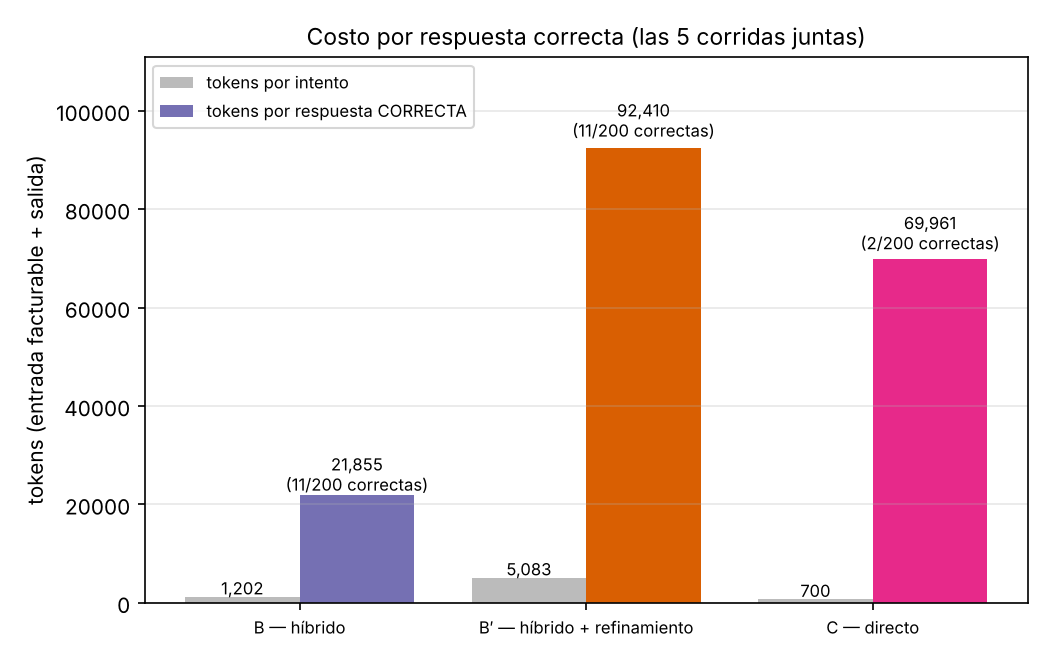 Costo por respuesta correcta (las 5 corridas juntas)
tokens por intento
tokens por respuesta CORRECTA
tokens (entrada facturable + salida)
100000
80000
60000
40000
20000
0
1,202
21,855
(11/200 correctas)
5,083
92,410
(11/200 correctas)
700
69,961
(2/200 correctas)
B — híbrido
B′ — híbrido + refinamiento
C — directo